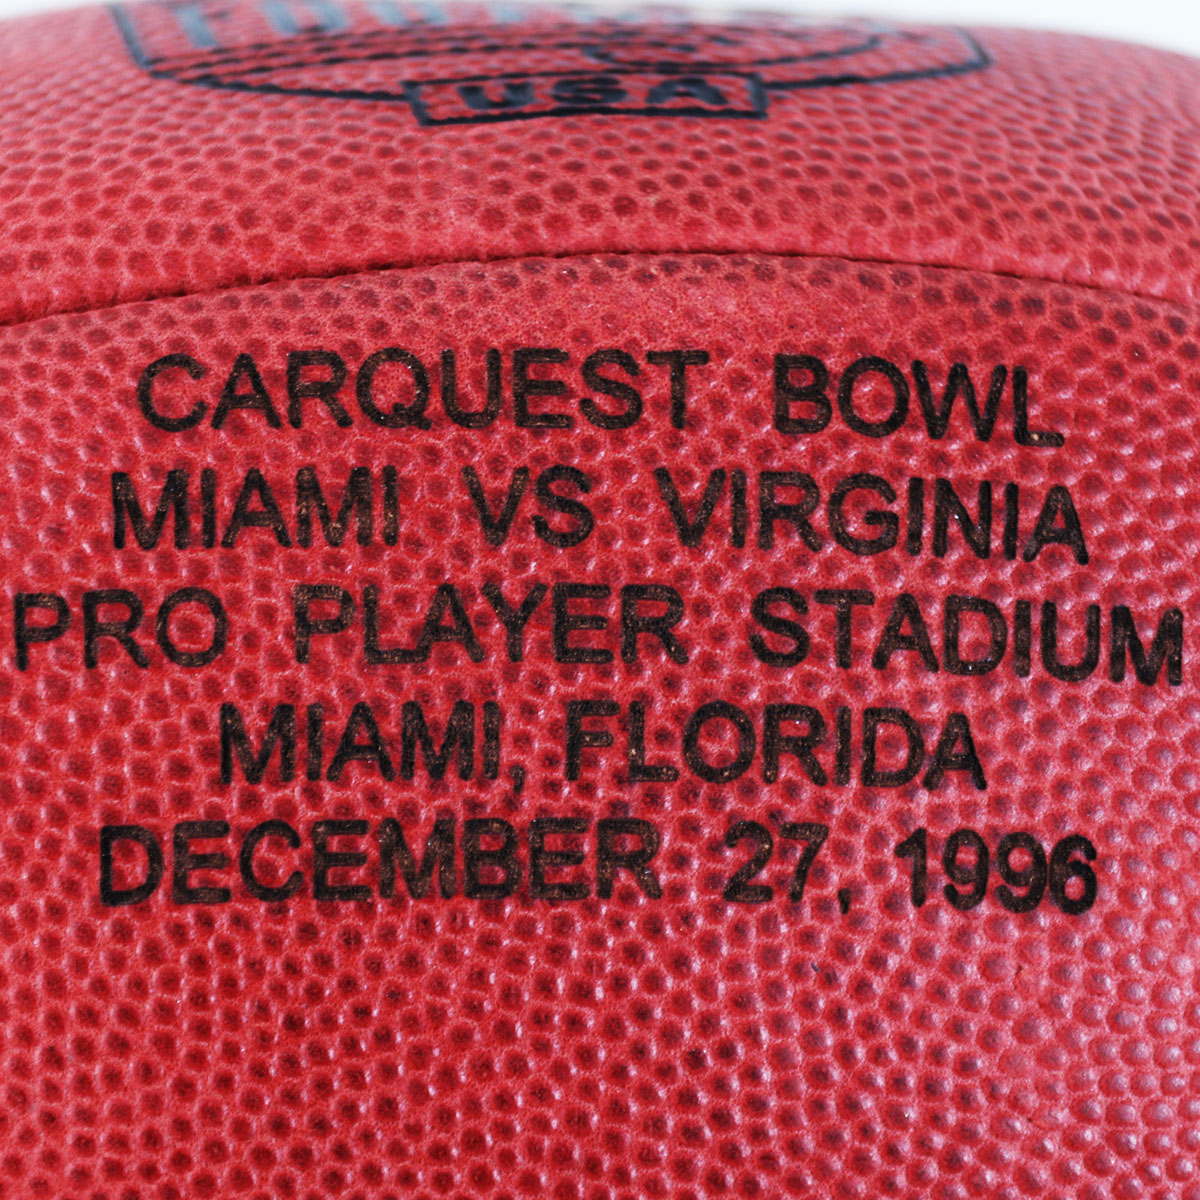 USA
CARQUEST BOWL
MIAMI VS VIRGINIA
PRO PLAYER STADIUM
MIAMI, FLORIDA
DECEMBER 27, 1996